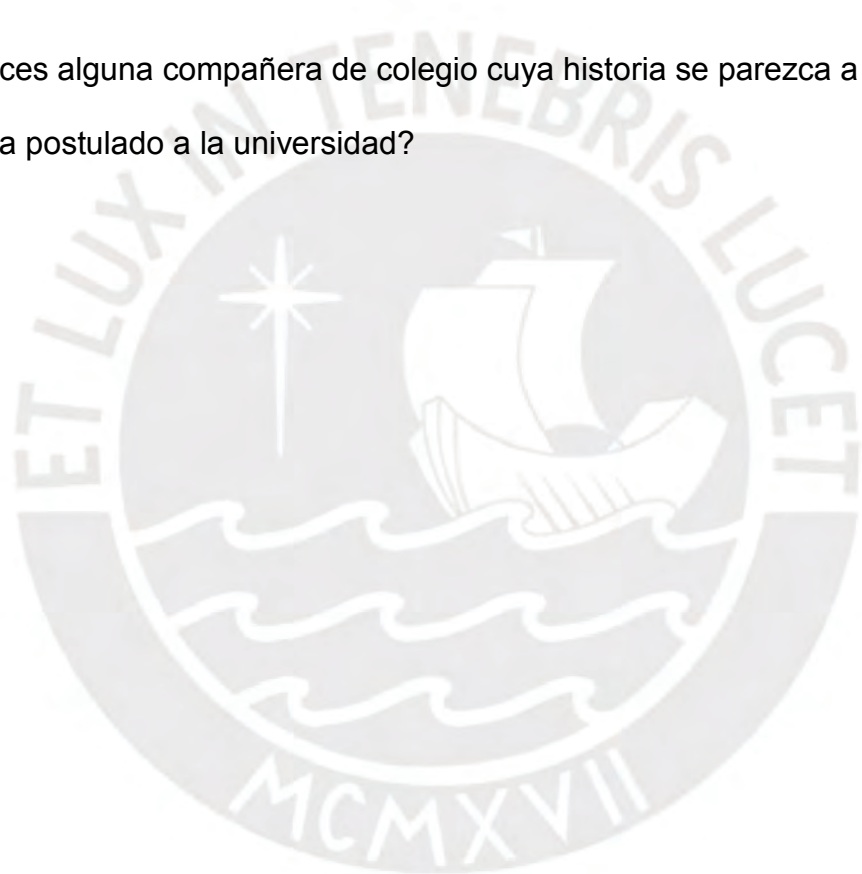 ces alguna compañera de colegio cuya historia se parezca a
a postulado a la universidad?
ET LUX IN TENEBRIS LUCET
MCMXVII